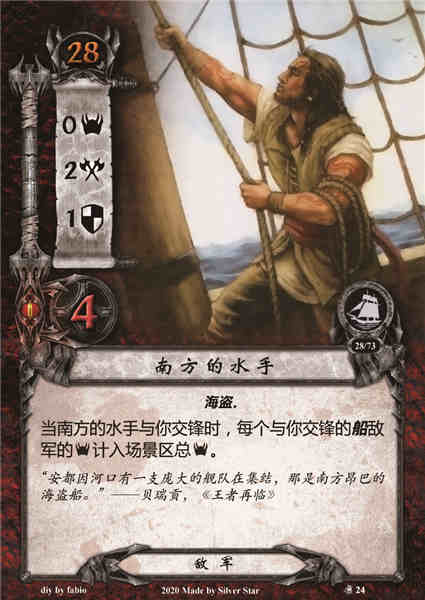 28
0
2
1
4
28/73
南方的水手
海盗.
当南方的水手与你交锋时，每个与你交锋的船敌
军的计入场景区总。
“安都因河口有一支庞大的舰队在集结，那是南方昂巴的
海盗船。”——贝瑞贡，《王者再临》
敌军
diy by fabio
2020 Made by Silver Star
24